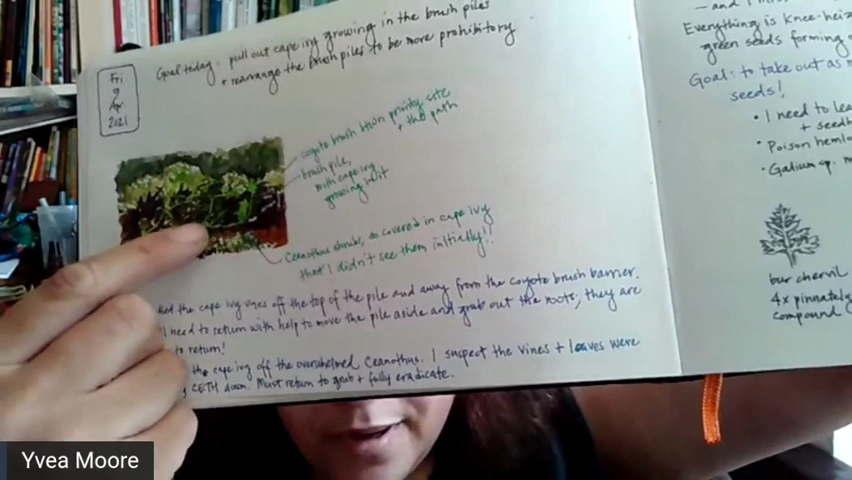 Fri
9
Apr
2021
Goal today: pull out cape ivy growing in the brush piles
+ rearrange the brush piles to be more prohibitory
coyote brush btwn priority site
+ the path
brush pile,
with cape ivy
growing in it
Ceanothus shrubs, so covered in cape ivy
that I didn't see them initially!!
the cape ivy vines off the top of the pile and away from the coyote brush barrier.
I need to return with help to move the pile aside and grub out the roots, they are
to return!
the cape ivy off the overwhelmed Ceanothus. I suspect the vines + leaves were
CETH down. Must return to grub + fully eradicate.
— and I
Everything is knee-hei
green seeds forming
Goal: to take out as m
seeds!
• I need to lea
+ seedh
• Poison hemlo
• Galium sp. m
bur chervil
4x pinnately
compound
Yvea Moore